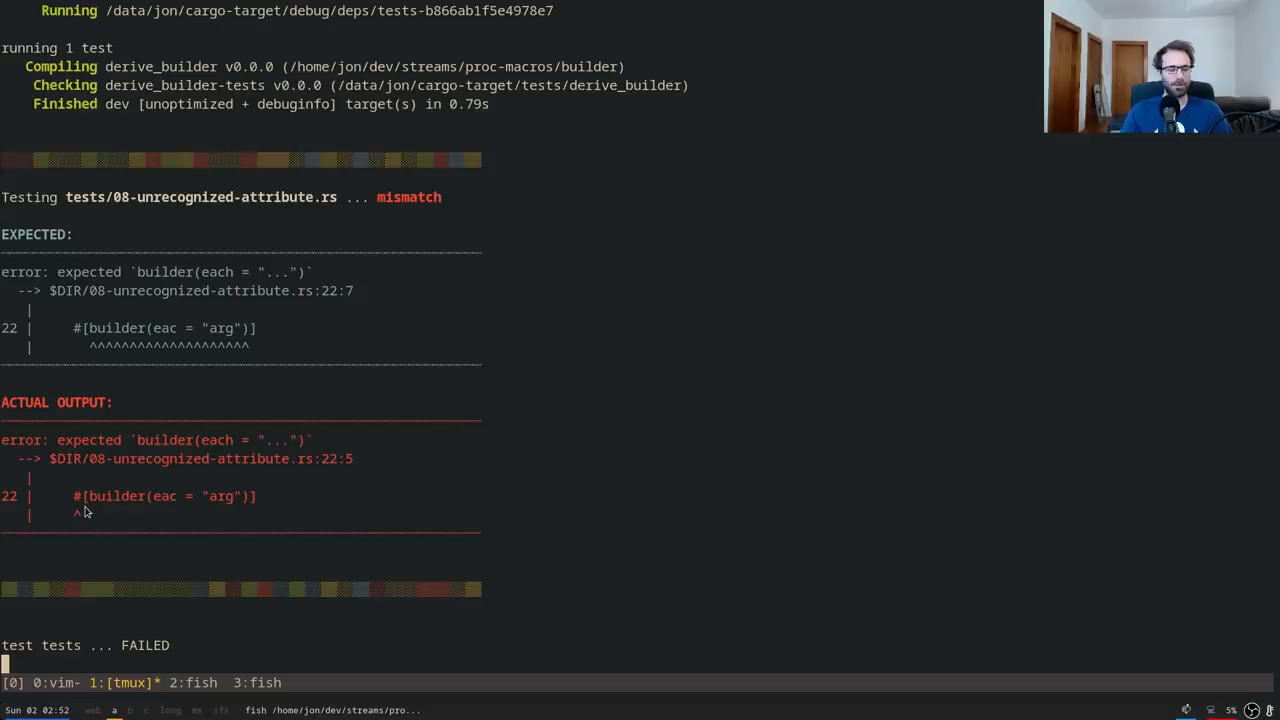 Running /data/jon/cargo-target/debug/deps/tests-b866ab1f5e4978e7
running 1 test
Compiling derive_builder v0.0.0 (/home/jon/dev/streams/proc-macros/builder)
Checking derive_builder-tests v0.0.0 (/data/jon/cargo-target/tests/derive_builder)
Finished dev [unoptimized + debuginfo] target(s) in 0.79s
Testing tests/08-unrecognized-attribute.rs ... mismatch
EXPECTED:
error: expected `builder(each = "...")`
--> $DIR/08-unrecognized-attribute.rs:22:7
|
22 | #[builder(eac = "arg")]
| ^^^^^^^^^^^^^^^^^^^^
ACTUAL OUTPUT:
error: expected `builder(each = "...")`
--> $DIR/08-unrecognized-attribute.rs:22:5
|
22 | #[builder(eac = "arg")]
| ^
test tests ... FAILED
[0] 0:vim- 1:[tmux]* 2:fish 3:fish
Sun 02 02:52 web a b c long mx sfx fish /home/jon/dev/streams/pro... 5%